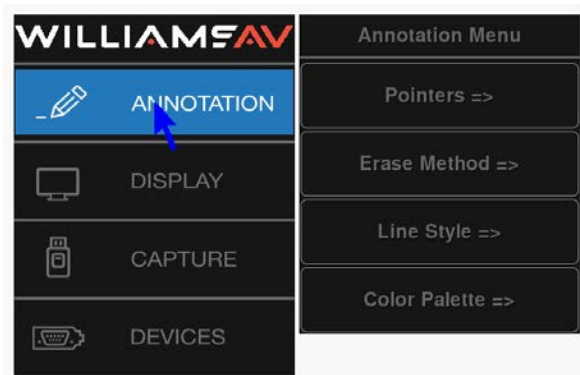 WILLIAMSAV
ANNOTATION
DISPLAY
CAPTURE
DEVICES
Annotation Menu
Pointers =>
Erase Method =>
Line Style =>
Color Palette =>